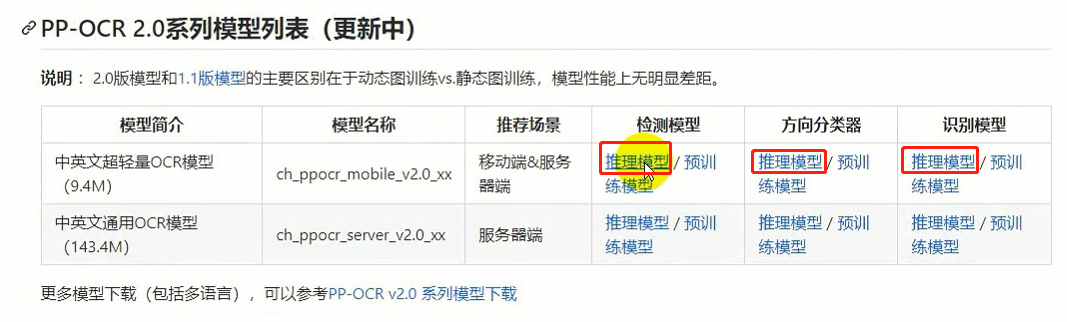 PP-OCR 2.0系列模型列表（更新中）
说明：2.0版模型和1.1版模型的主要区别在于动态图训练vs.静态图训练，模型性能上无明显差距。
模型简介 模型名称 推荐场景 检测模型 方向分类器 识别模型
中英文超轻量OCR模型（9.4M） ch_ppocr_mobile_v2.0_xx 移动端&服务器端 推理模型 / 预训练模型 推理模型 / 预训练模型 推理模型 / 预训练模型
中英文通用OCR模型（143.4M） ch_ppocr_server_v2.0_xx 服务器端 推理模型 / 预训练模型 推理模型 / 预训练模型 推理模型 / 预训练模型
更多模型下载（包括多语言），可以参考PP-OCR v2.0 系列模型下载